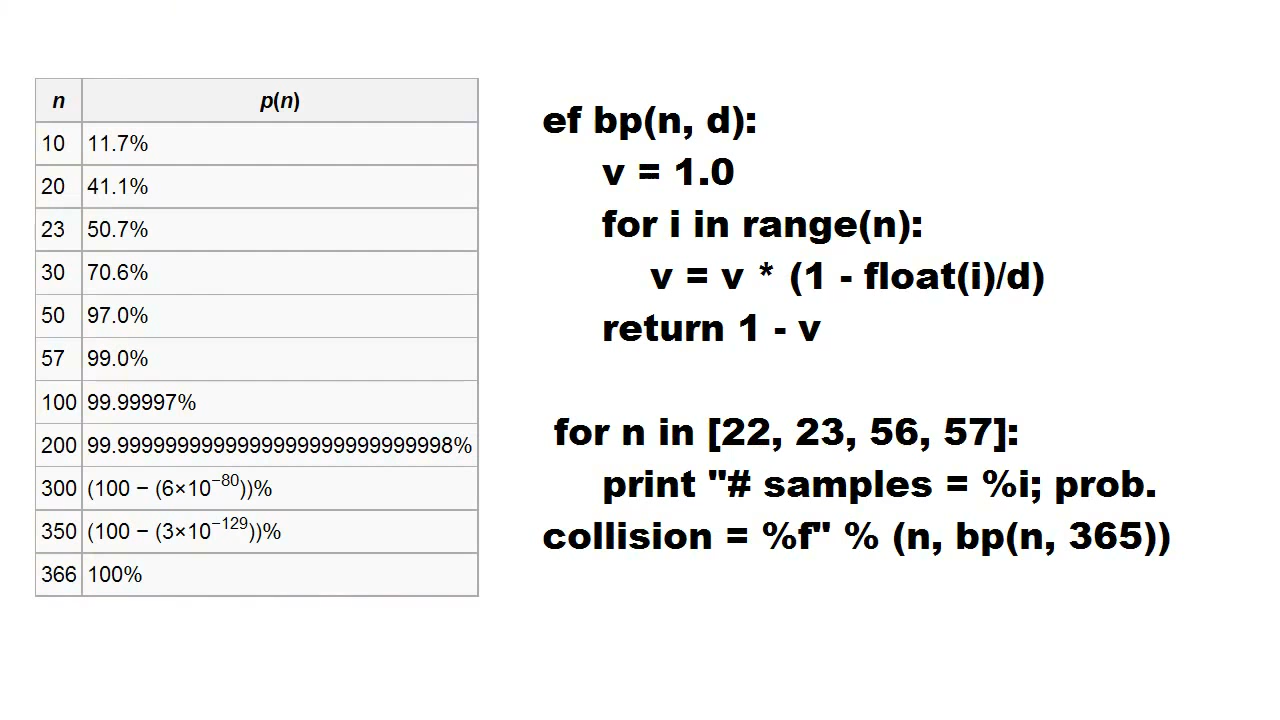 n p(n)
10 11.7%
20 41.1%
23 50.7%
30 70.6%
50 97.0%
57 99.0%
100 99.99997%
200 99.9999999999999999999999999998%
300 (100 − (6×10⁻⁸⁰))%
350 (100 − (3×10⁻¹²⁹))%
366 100%
ef bp(n, d):
v = 1.0
for i in range(n):
v = v * (1 - float(i)/d)
return 1 - v
for n in [22, 23, 56, 57]:
print "# samples = %i; prob.
collision = %f" % (n, bp(n, 365))